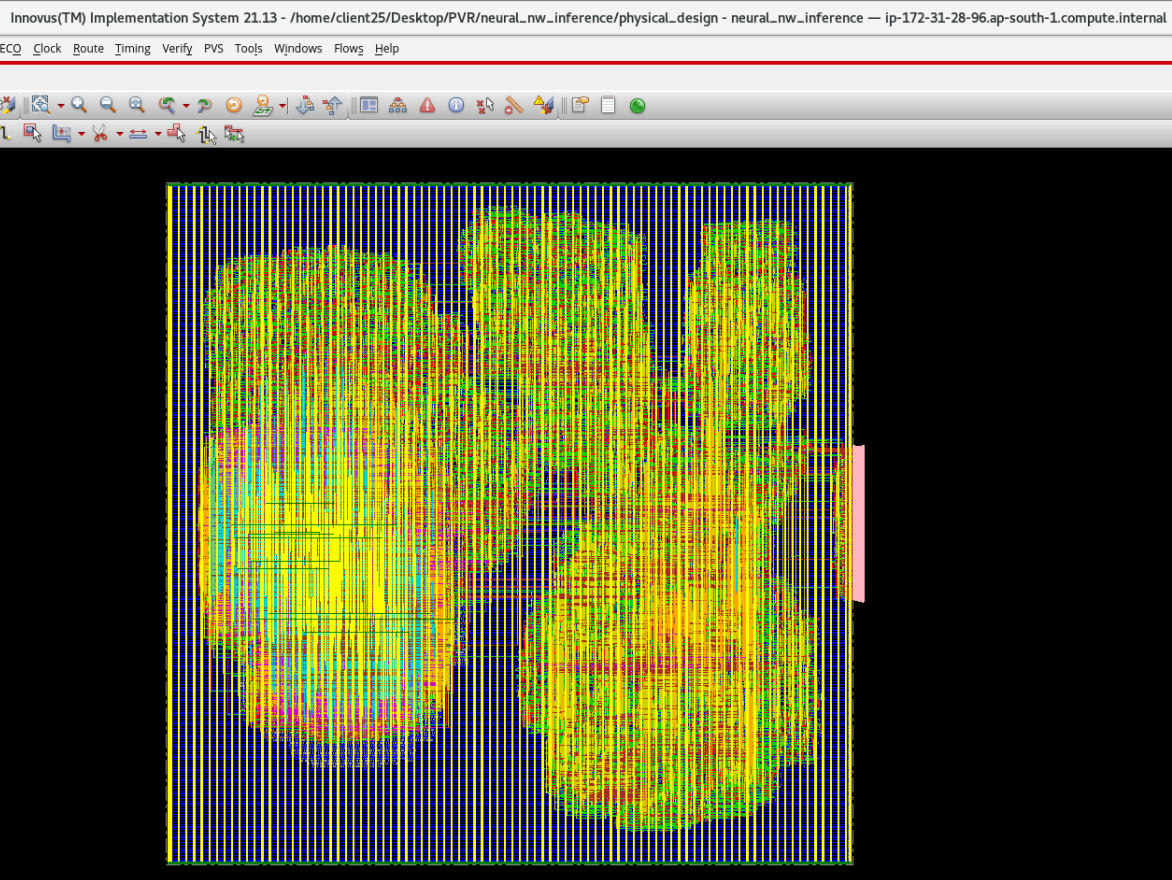 Innovus(TM) Implementation System 21.13 - /home/client25/Desktop/PVR/neural_nw_inference/physical_design - neural_nw_inference — ip-172-31-28-96.ap-south-1.compute.internal
ECO Clock Route Timing Verify PVS Tools Windows Flows Help